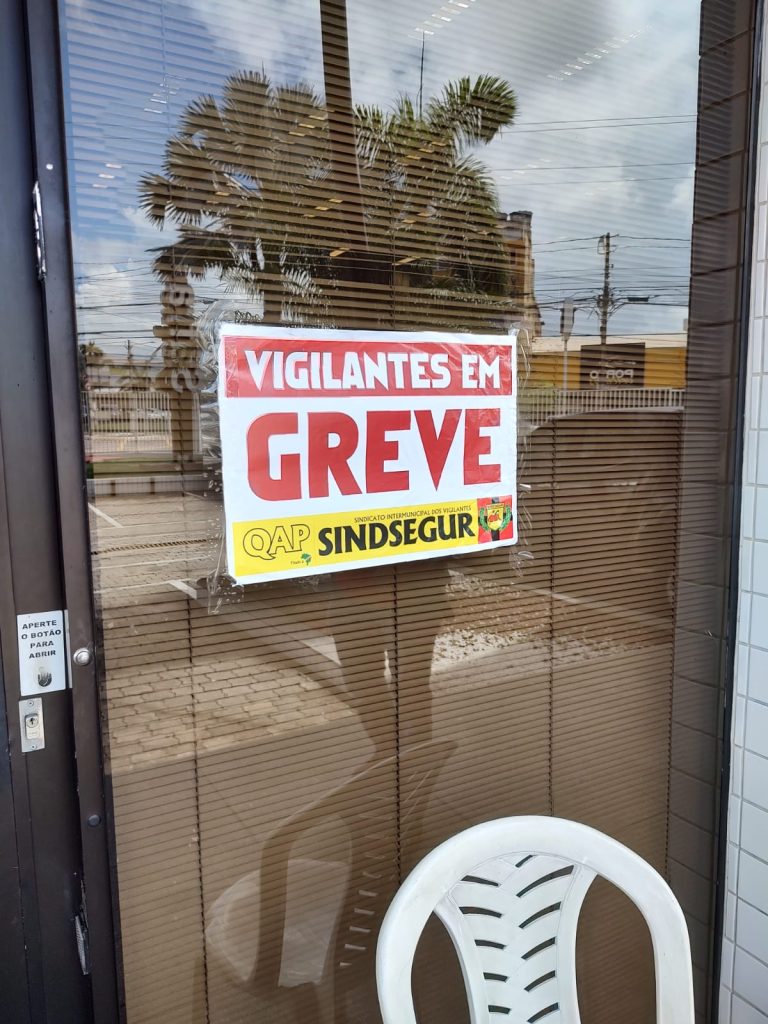 VIGILANTES EM
GREVE
SINDICATO INTERMUNICIPAL DOS VIGILANTES
QAP SINDSEGUR
APERTE
O BOTÃO
PARA
ABRIR